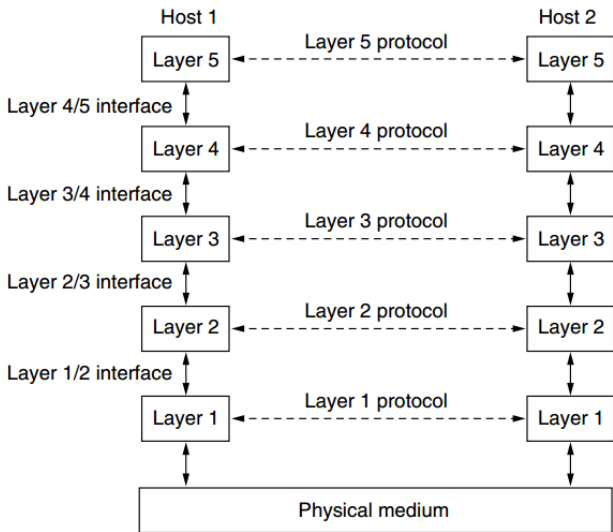 Host 1
Host 2
Layer 5 protocol
Layer 5
Layer 5
Layer 4/5 interface
Layer 4 protocol
Layer 4
Layer 4
Layer 3/4 interface
Layer 3 protocol
Layer 3
Layer 3
Layer 2/3 interface
Layer 2 protocol
Layer 2
Layer 2
Layer 1/2 interface
Layer 1 protocol
Layer 1
Layer 1
Physical medium